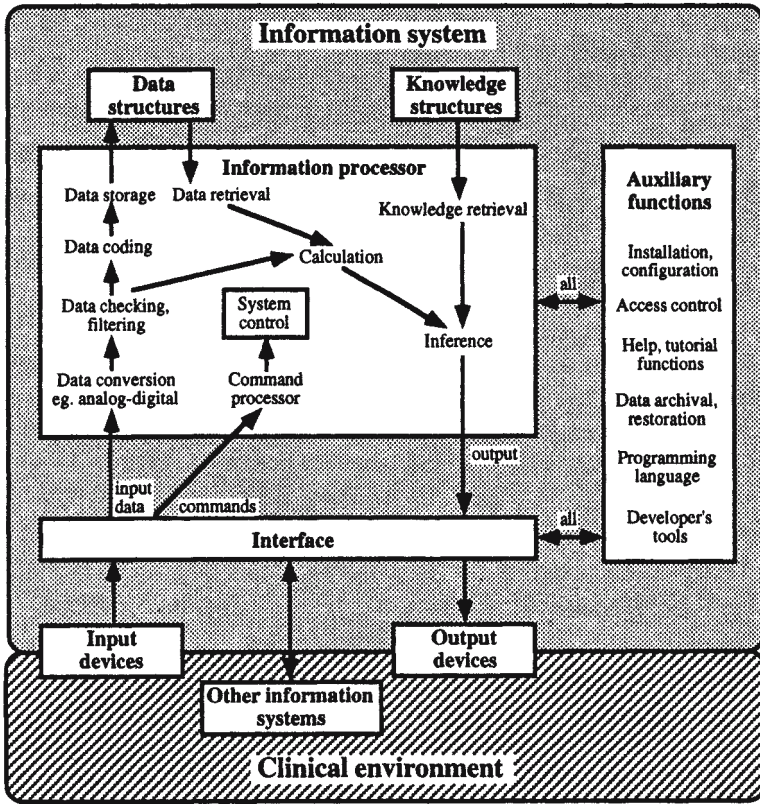 Information system
Data
structures
Knowledge
structures
Information processor
Data storage
Data retrieval
Knowledge retrieval
Data coding
Calculation
Data checking,
filtering
System
control
Inference
Data conversion
eg. analog-digital
Command
processor
Auxiliary
functions
Installation,
configuration
Access control
Help, tutorial
functions
Data archival,
restoration
Programming
language
Developer's
tools
all
output
input
data
commands
all
Interface
Input
devices
Output
devices
Other information
systems
Clinical environment